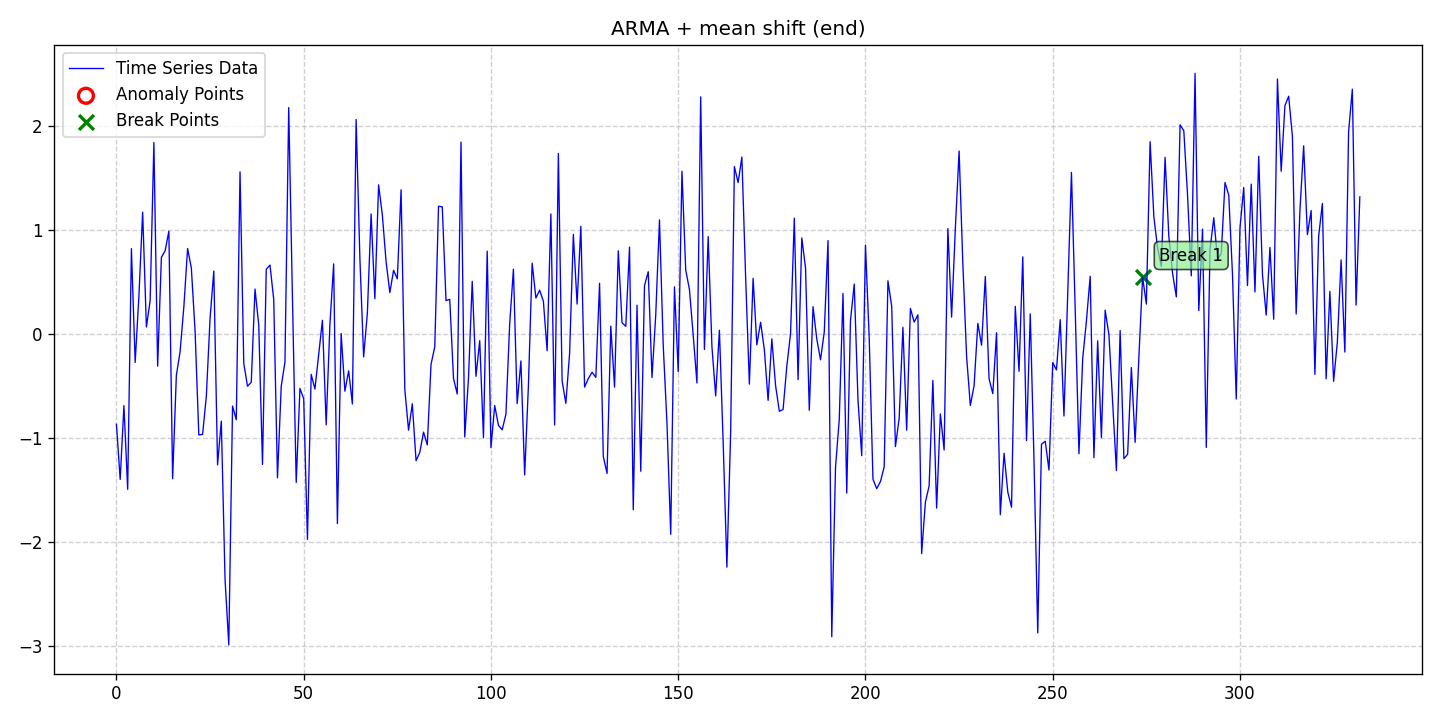 ARMA + mean shift (end)
Time Series Data
Anomaly Points
Break Points
Break 1
2
1
0
−1
−2
−3
0
50
100
150
200
250
300